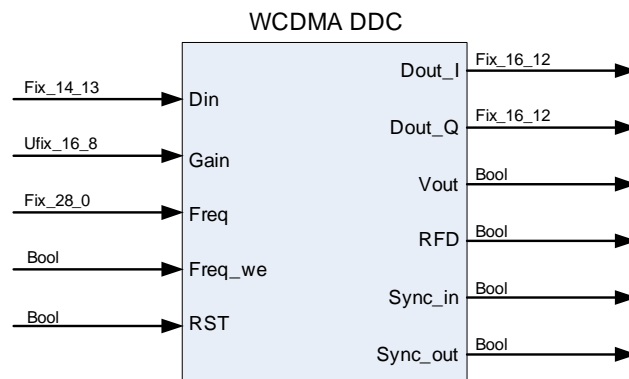 WCDMA DDC
Fix_14_13
Din
Ufix_16_8
Gain
Fix_28_0
Freq
Bool
Freq_we
Bool
RST
Dout_I
Fix_16_12
Dout_Q
Fix_16_12
Vout
Bool
RFD
Bool
Sync_in
Bool
Sync_out
Bool